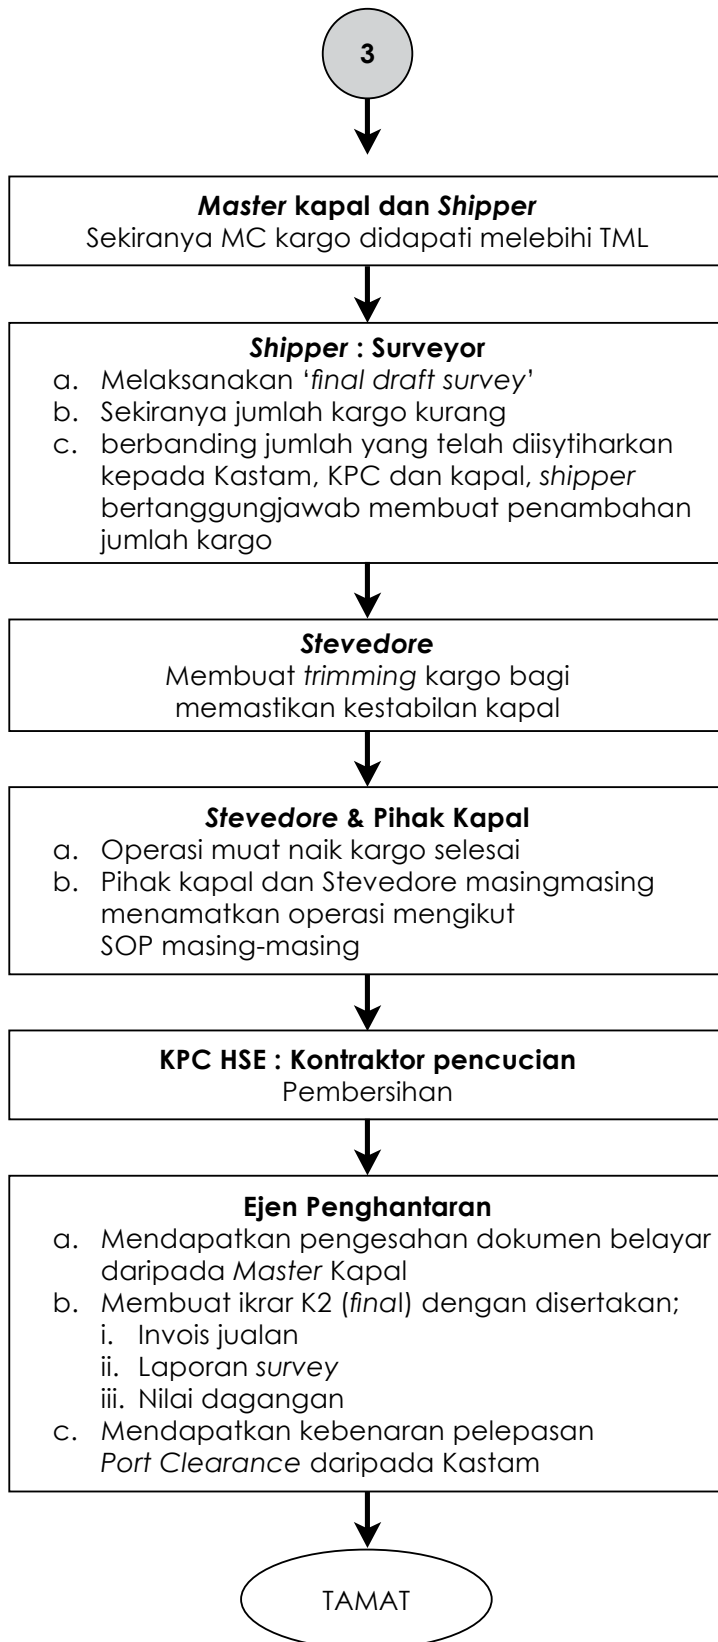 3
Master kapal dan Shipper
Sekiranya MC kargo didapati melebihi TML
Shipper : Surveyor
a. Melaksanakan ‘final draft survey’
b. Sekiranya jumlah kargo kurang
c. berbanding jumlah yang telah diisytiharkan
kepada Kastam, KPC dan kapal, shipper
bertanggungjawab membuat penambahan
jumlah kargo
Stevedore
Membuat trimming kargo bagi
memastikan kestabilan kapal
Stevedore & Pihak Kapal
a. Operasi muat naik kargo selesai
b. Pihak kapal dan Stevedore masingmasing
menamatkan operasi mengikut
SOP masing-masing
KPC HSE : Kontraktor pencucian
Pembersihan
Ejen Penghantaran
a. Mendapatkan pengesahan dokumen belayar
daripada Master Kapal
b. Membuat ikrar K2 (final) dengan disertakan;
i. Invois jualan
ii. Laporan survey
iii. Nilai dagangan
c. Mendapatkan kebenaran pelepasan
Port Clearance daripada Kastam
TAMAT